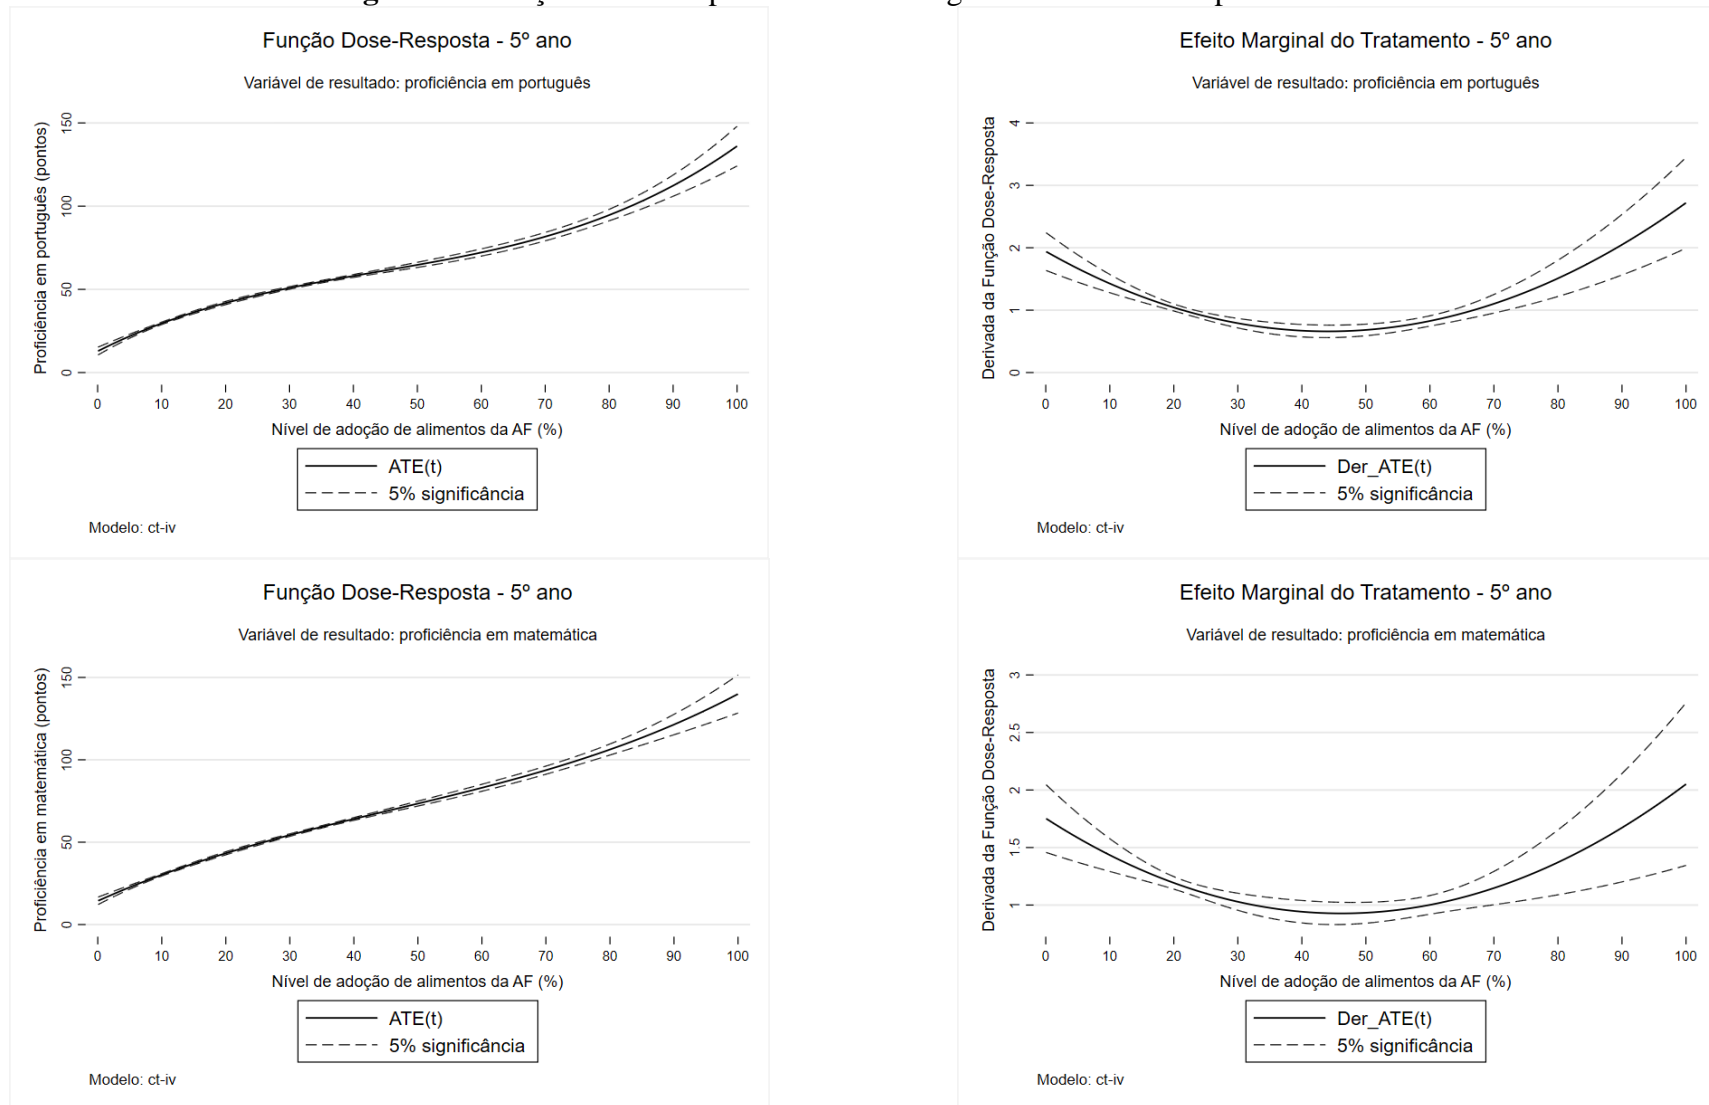 Função Dose-Resposta - 5º ano
Variável de resultado: proficiência em português
Proficiência em português (pontos)
150
100
50
0
0 10 20 30 40 50 60 70 80 90 100
Nível de adoção de alimentos da AF (%)
ATE(t)
5% significância
Modelo: ct-iv
Efeito Marginal do Tratamento - 5º ano
Variável de resultado: proficiência em português
Derivada da Função Dose-Resposta
4
3
2
1
0
0 10 20 30 40 50 60 70 80 90 100
Nível de adoção de alimentos da AF (%)
Der_ATE(t)
5% significância
Modelo: ct-iv
Função Dose-Resposta - 5º ano
Variável de resultado: proficiência em matemática
Proficiência em matemática (pontos)
150
100
50
0
0 10 20 30 40 50 60 70 80 90 100
Nível de adoção de alimentos da AF (%)
ATE(t)
5% significância
Modelo: ct-iv
Efeito Marginal do Tratamento - 5º ano
Variável de resultado: proficiência em matemática
Derivada da Função Dose-Resposta
3
2.5
2
1.5
1
0 10 20 30 40 50 60 70 80 90 100
Nível de adoção de alimentos da AF (%)
Der_ATE(t)
5% significância
Modelo: ct-iv